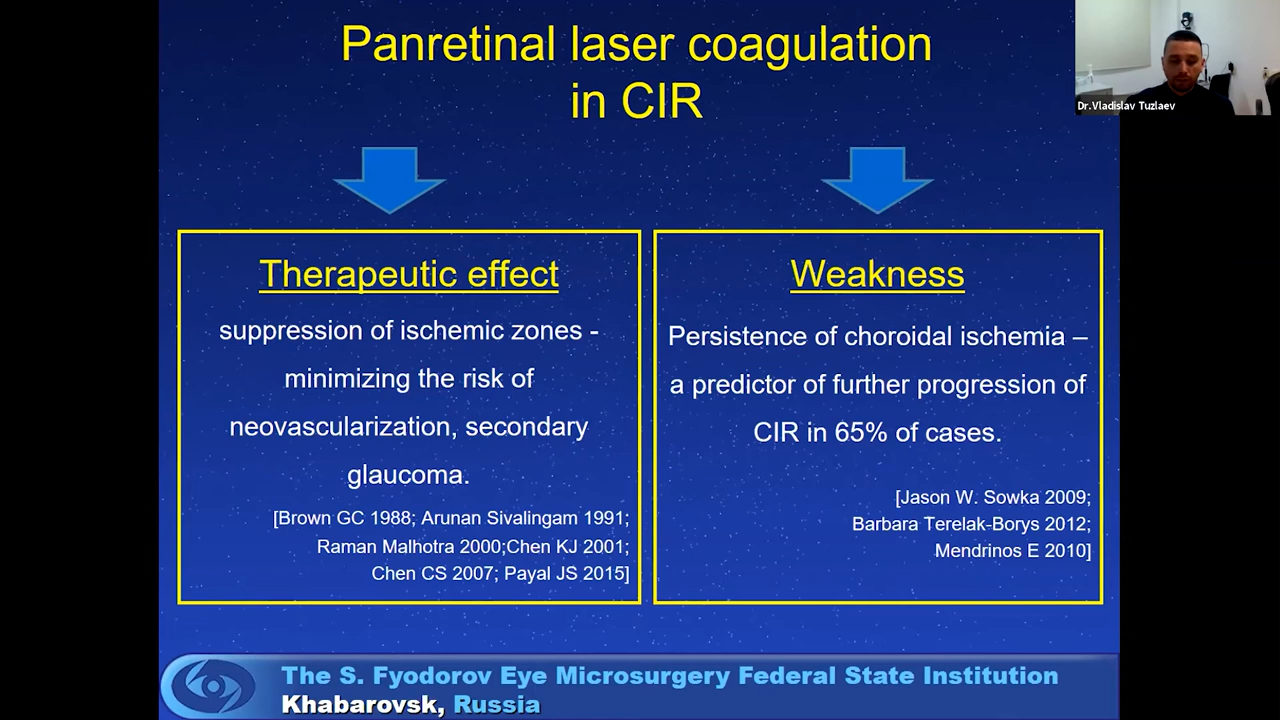 Panretinal laser coagulation
in CIR
Dr.Vladislav Tuzlaev
Therapeutic effect
suppression of ischemic zones -
minimizing the risk of
neovascularization, secondary
glaucoma.
[Brown GC 1988; Arunan Sivalingam 1991;
Raman Malhotra 2000;Chen KJ 2001;
Chen CS 2007; Payal JS 2015]
Weakness
Persistence of choroidal ischemia –
a predictor of further progression of
CIR in 65% of cases.
[Jason W. Sowka 2009;
Barbara Terelak-Borys 2012;
Mendrinos E 2010]
The S. Fyodorov Eye Microsurgery Federal State Institution
Khabarovsk, Russia